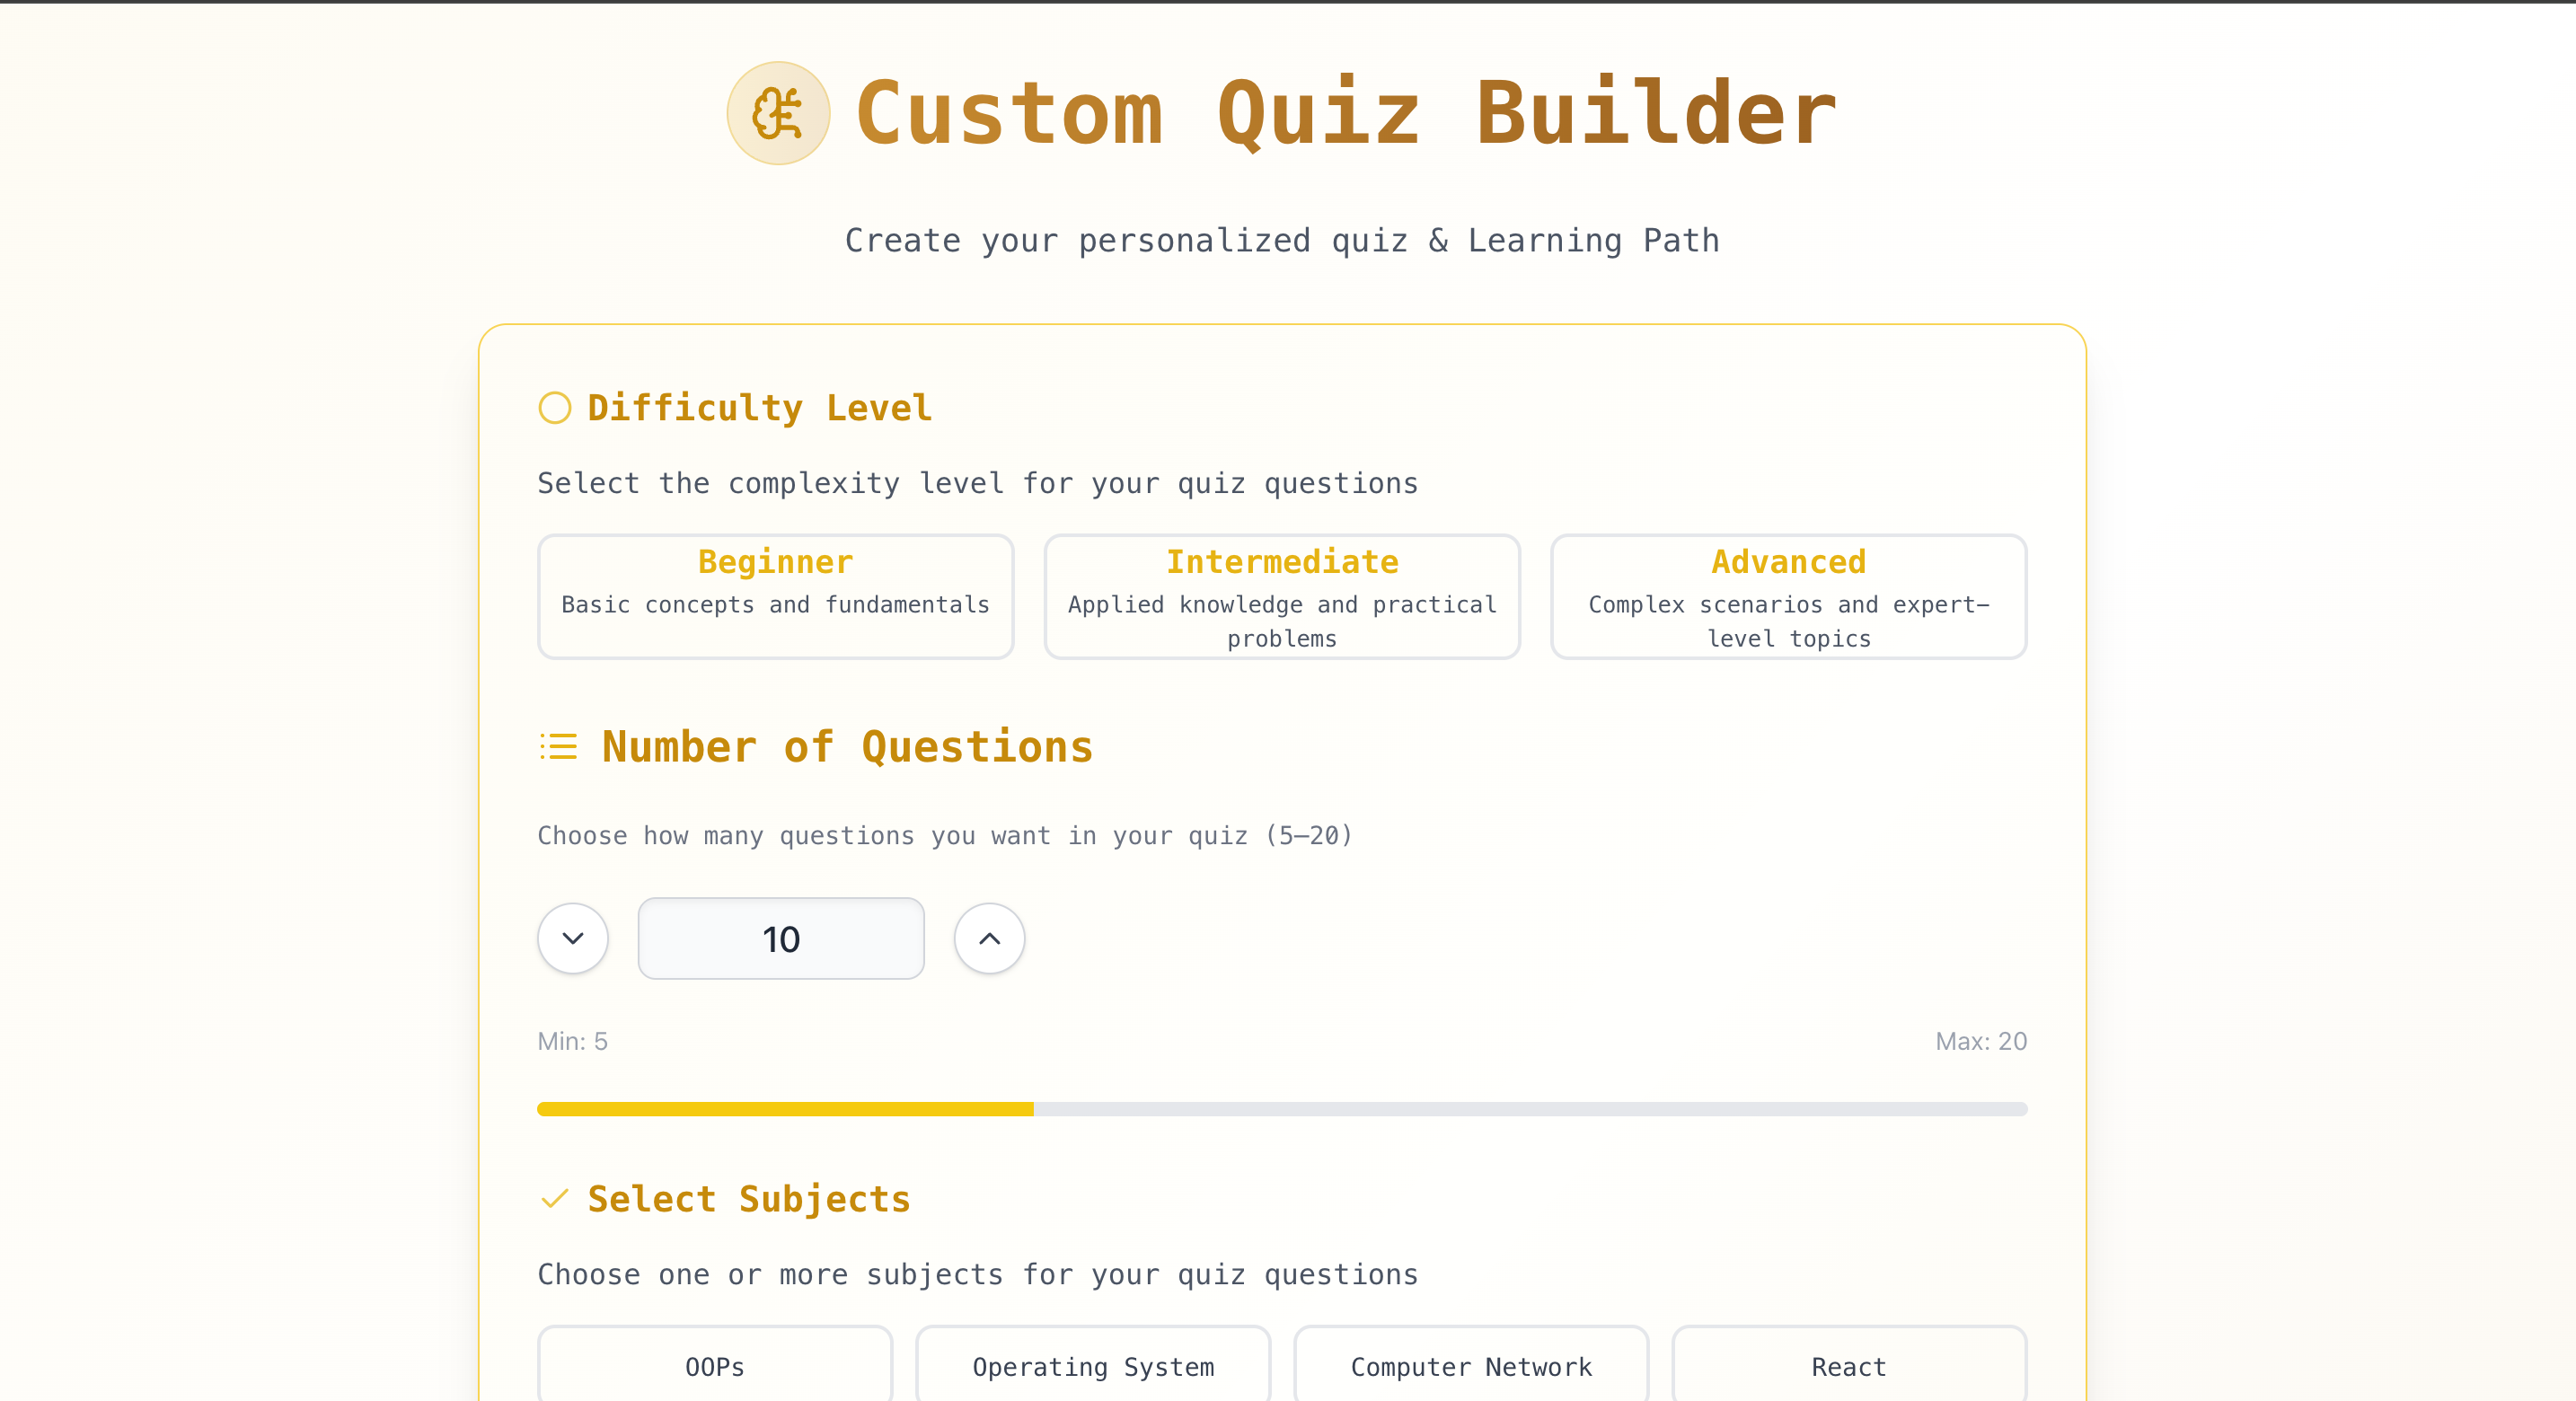 Custom Quiz Builder
Create your personalized quiz & Learning Path
Difficulty Level
Select the complexity level for your quiz questions
Beginner
Basic concepts and fundamentals
Intermediate
Applied knowledge and practical
problems
Advanced
Complex scenarios and expert-
level topics
Number of Questions
Choose how many questions you want in your quiz (5–20)
10
Min: 5
Max: 20
Select Subjects
Choose one or more subjects for your quiz questions
OOPs
Operating System
Computer Network
React